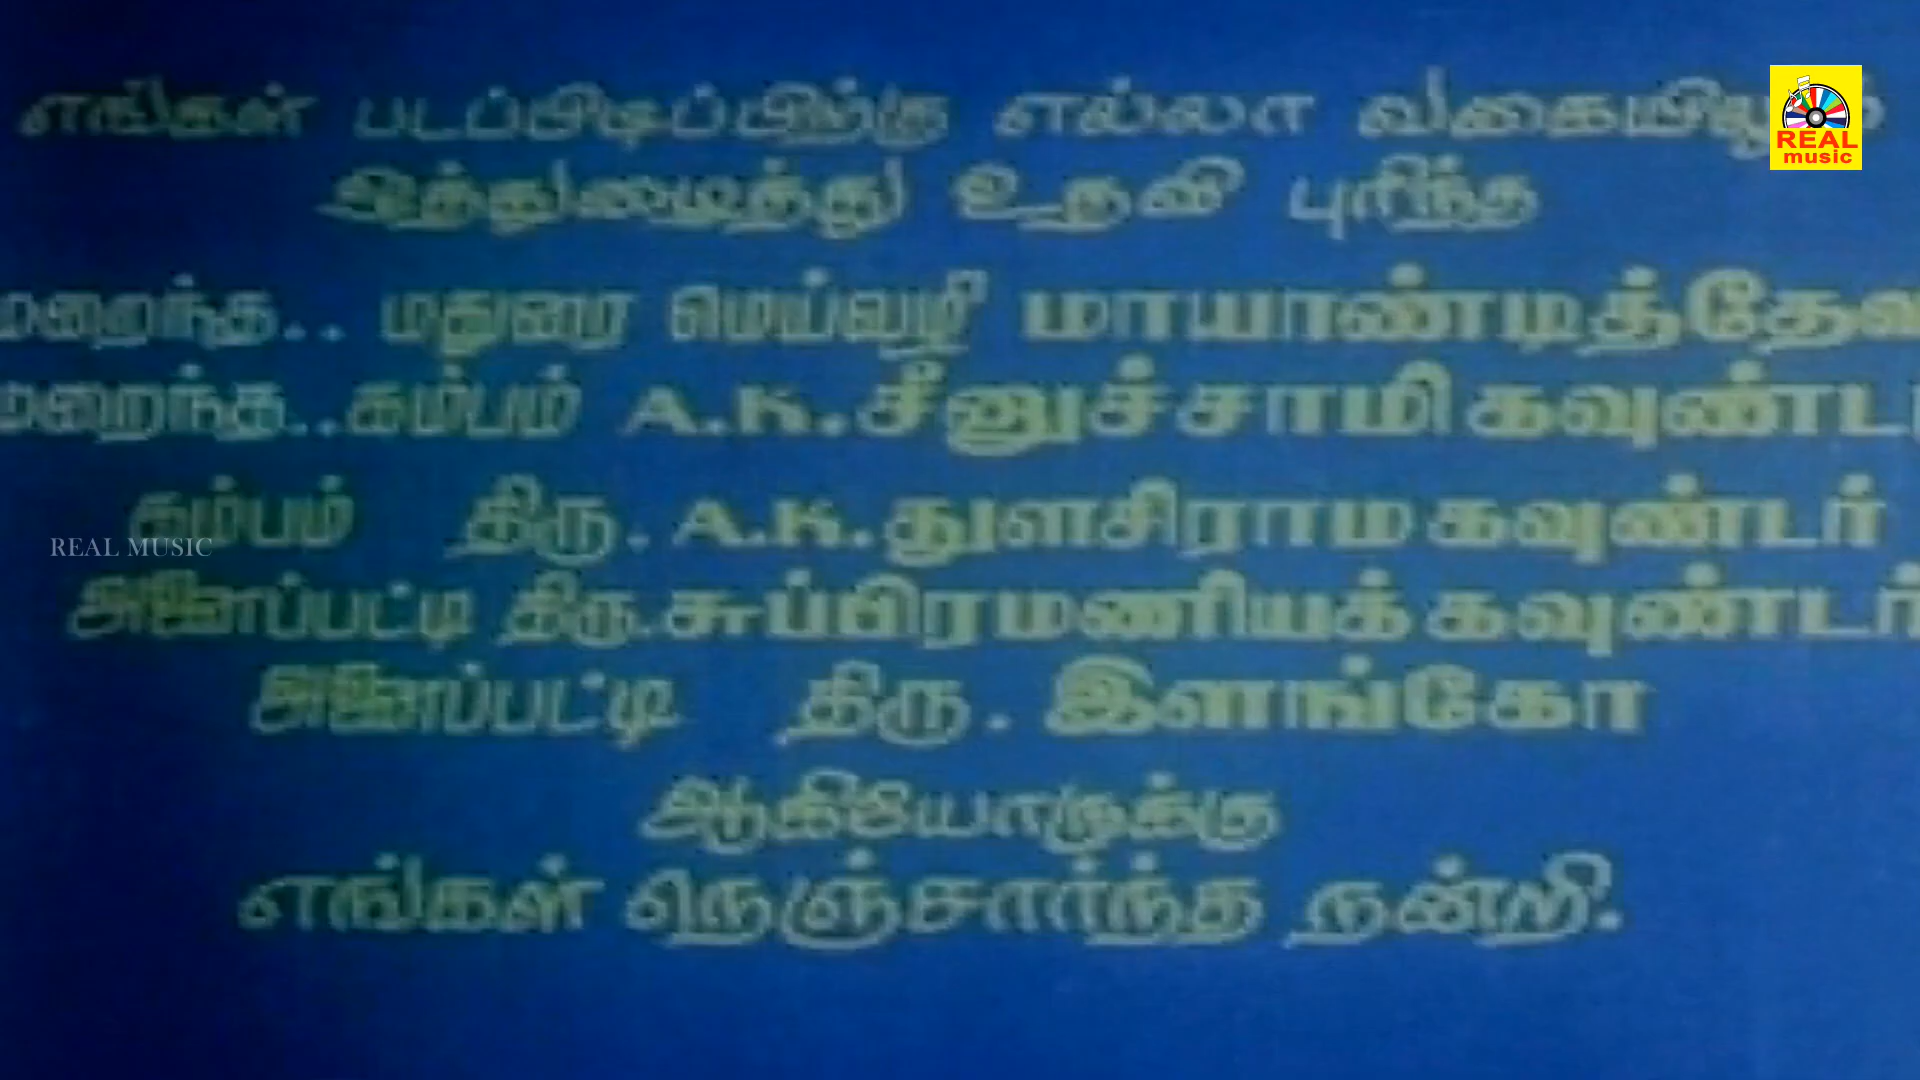 எங்கள் படப்பிடிப்பிற்கு எல்லா வகையிலும்
ஒத்துழைத்து உதவி புரிந்த
மறைந்த.. மதுரை மெய்வழி மாயாண்டித்தேவ
மறைந்த..கம்பம் A.K.சீனுச்சாமி கவுண்ட
கம்பம் திரு. A.K.துளசிராம கவுண்டர்
திரு.சுப்பிரமணியக் கவுண்டர்
திரு. இளங்கோ
ஆகியோருக்கு
எங்கள் நெஞ்சார்ந்த நன்றி.
REAL music
REAL MUSIC